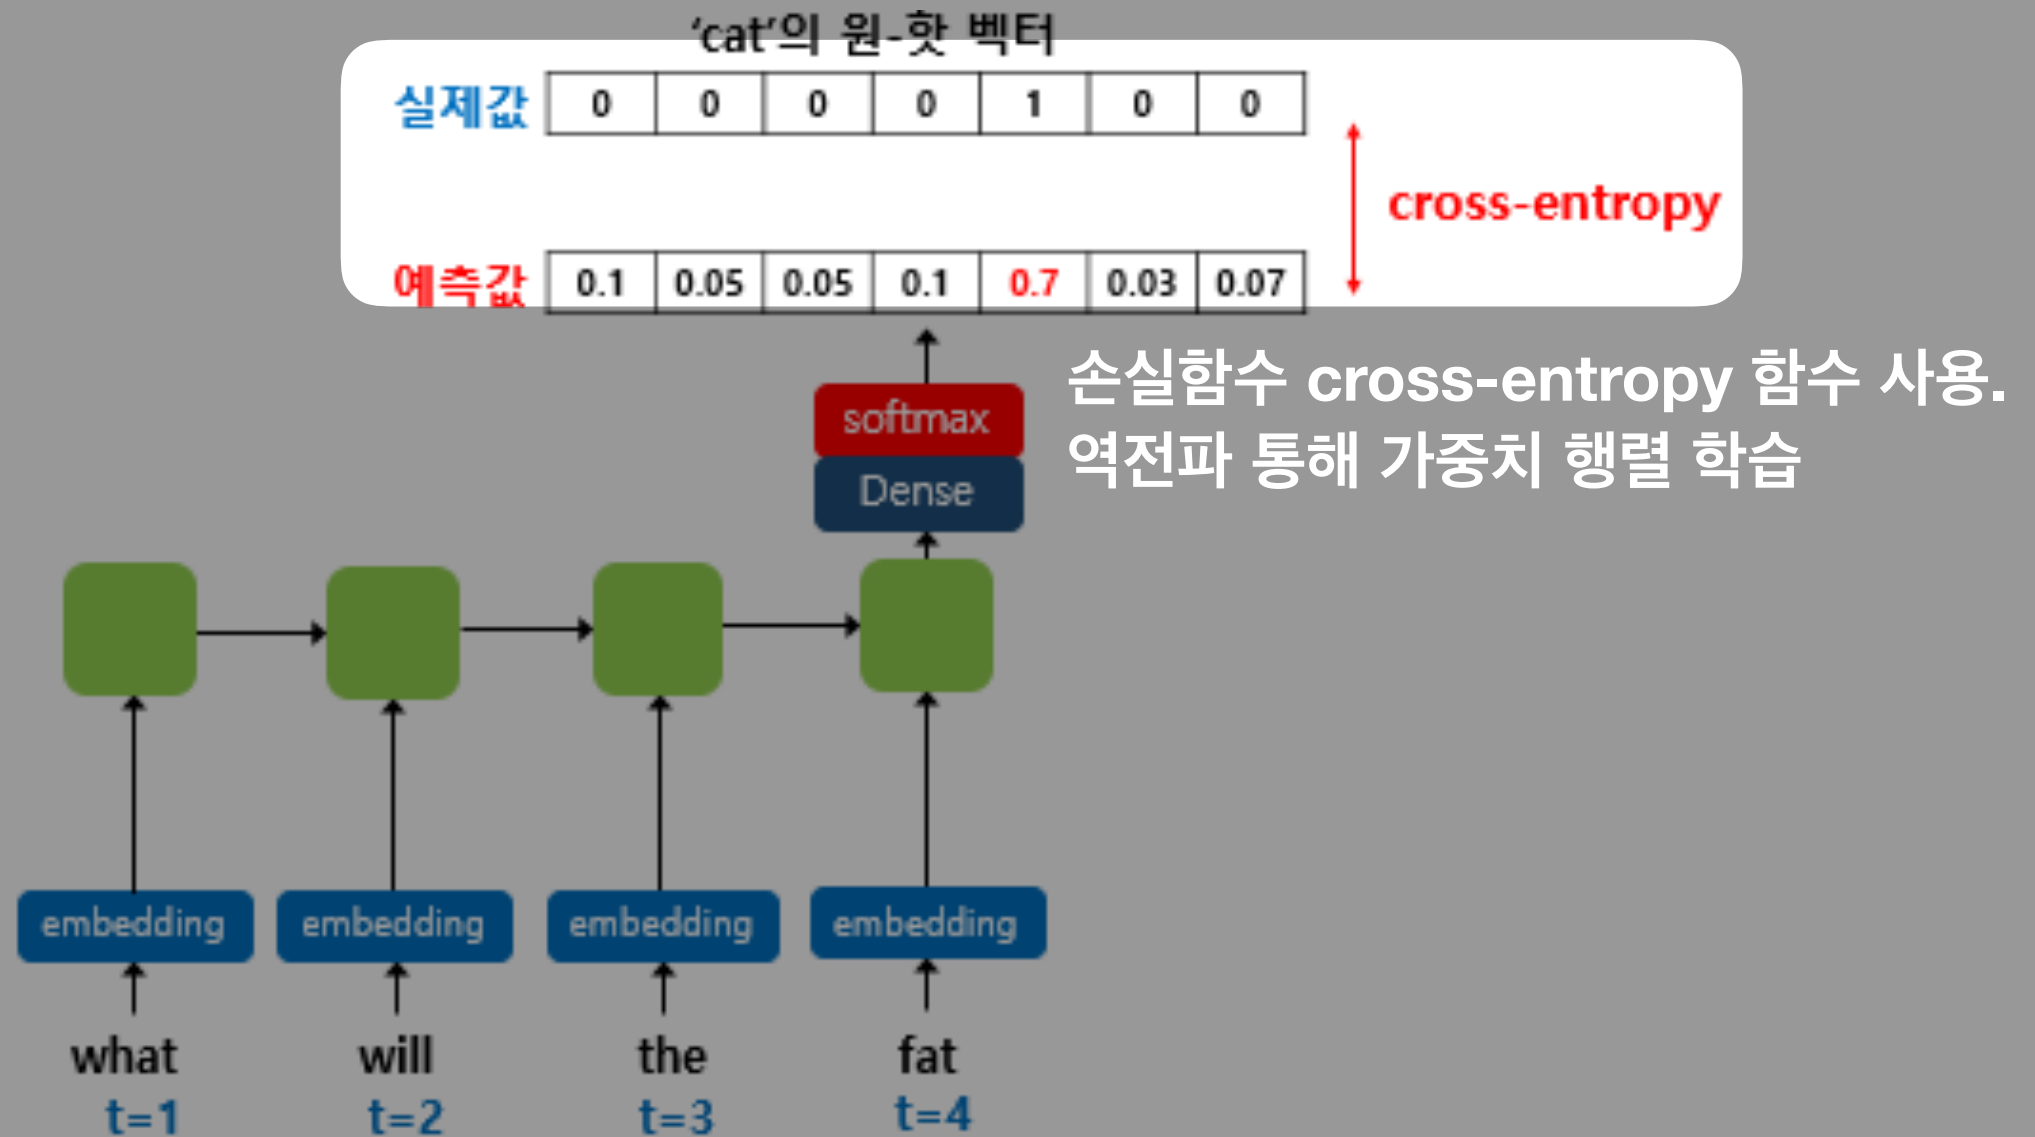 ‘cat’의 원-핫 벡터
실제값 0 0 0 0 1 0 0
cross-entropy
예측값 0.1 0.05 0.05 0.1 0.7 0.03 0.07
손실함수 cross-entropy 함수 사용.
역전파 통해 가중치 행렬 학습
softmax
Dense
embedding embedding embedding embedding
what will the fat
t=1 t=2 t=3 t=4